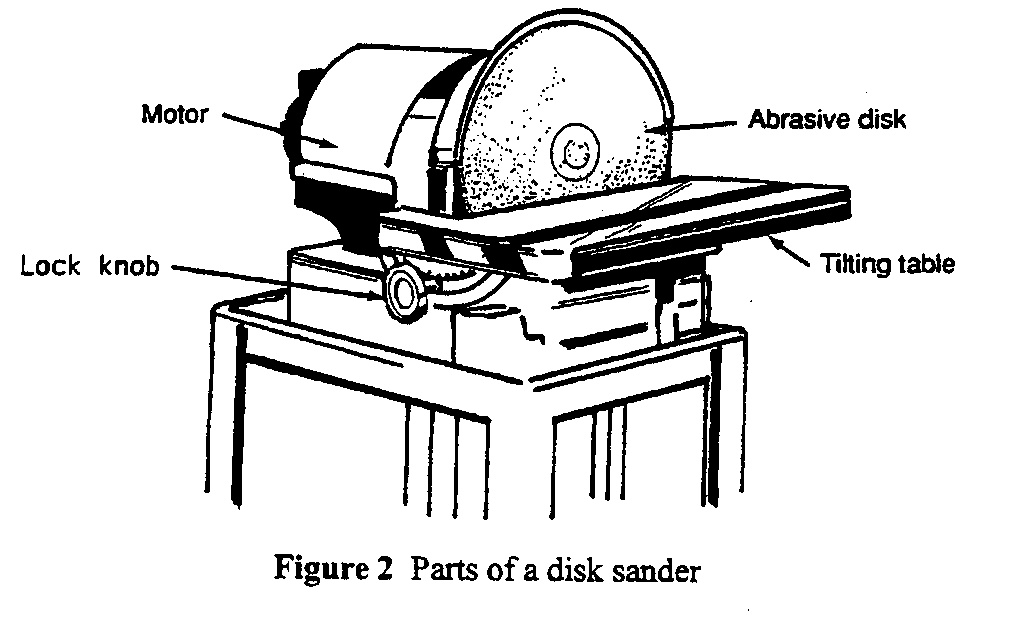 Motor
Abrasive disk
Lock knob
Tilting table
Figure 2 Parts of a disk sander